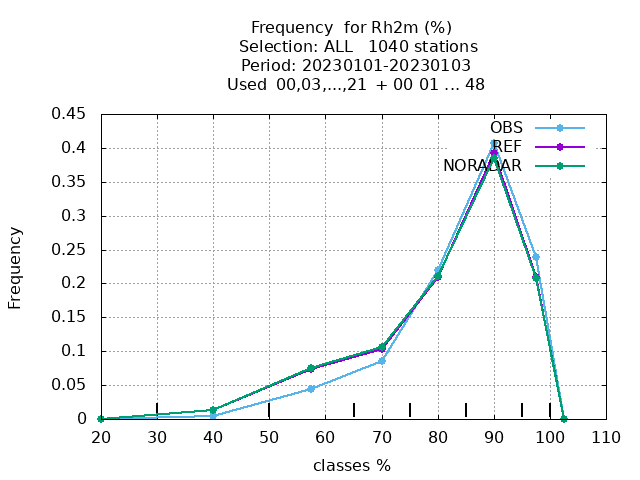 Frequency for Rh2m (%)
Selection: ALL 1040 stations
Period: 20230101-20230103
Used 00,03,...,21 + 00 01 ... 48
OBS
REF
NORADAR
Frequency
0.45
0.4
0.35
0.3
0.25
0.2
0.15
0.1
0.05
0
20 30 40 50 60 70 80 90 100 110
classes %